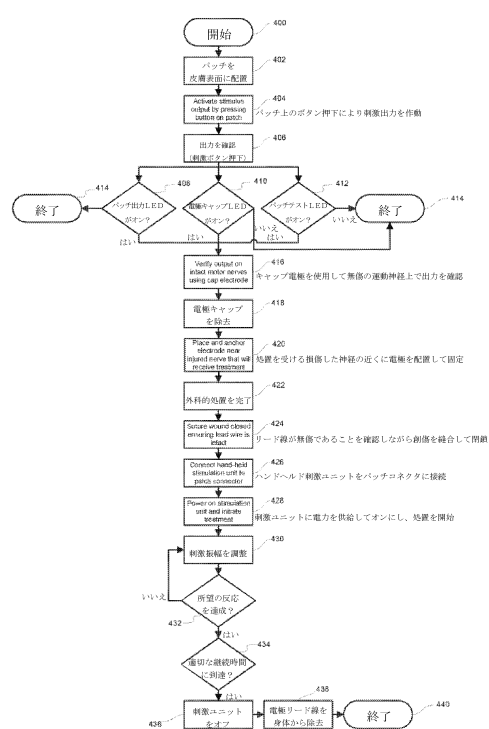 開始
400
パッチを
皮膚表面に配置
402
Activate stimulus
output by pressing
button on patch
404
パッチ上のボタン押下により刺激出力を作動
出力を確認
(刺激ボタン押下)
406
パッチ出力LED
がオン?
408
電極キャップLED
がオン?
410
パッチテストLED
がオン?
412
終了
414
終了
414
はい
はい
いいえ
はい
いいえ
Verify output on
intact motor nerves
using cap electrode
416
キャップ電極を使用して無傷の運動神経上で出力を確認
電極キャップ
を除去
418
Place and anchor
electrode near
injured nerve that will
receive treatment
420
処置を受ける損傷した神経の近くに電極を配置して固定
外科的処置を完了
422
Suture wound closed
ensuring lead wire is
intact
424
リード線が無傷であることを確認しながら創傷を縫合して閉鎖
Connect hand-held
stimulation unit to
patch connector
426
ハンドヘルド刺激ユニットをパッチコネクタに接続
Power on stimulation
unit and initiate
treatment
428
刺激ユニットに電力を供給してオンにし、処置を開始
刺激振幅を調整
430
所望の反応
を達成?
432
いいえ
はい
適切な継続時間
に到達?
434
はい
刺激ユニット
をオフ
436
電極リード線を
身体から除去
438
終了
440